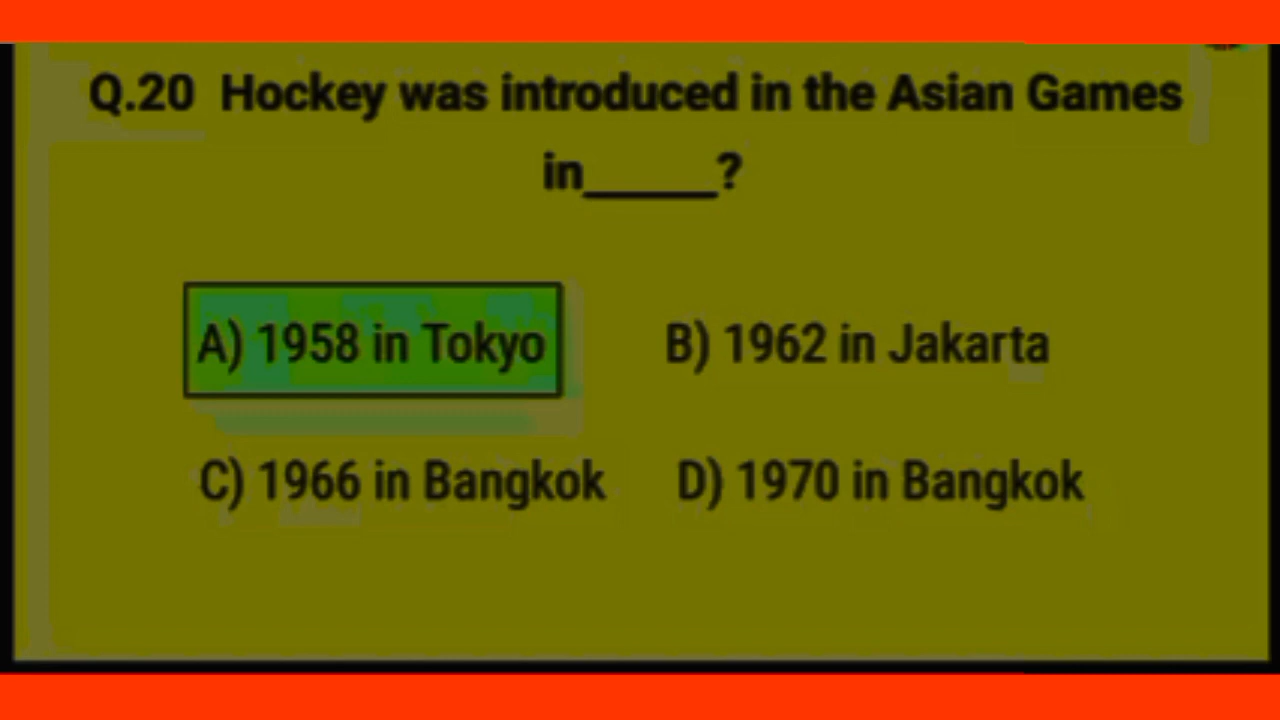 Q.20 Hockey was introduced in the Asian Games
in_____?
A) 1958 in Tokyo B) 1962 in Jakarta
C) 1966 in Bangkok D) 1970 in Bangkok